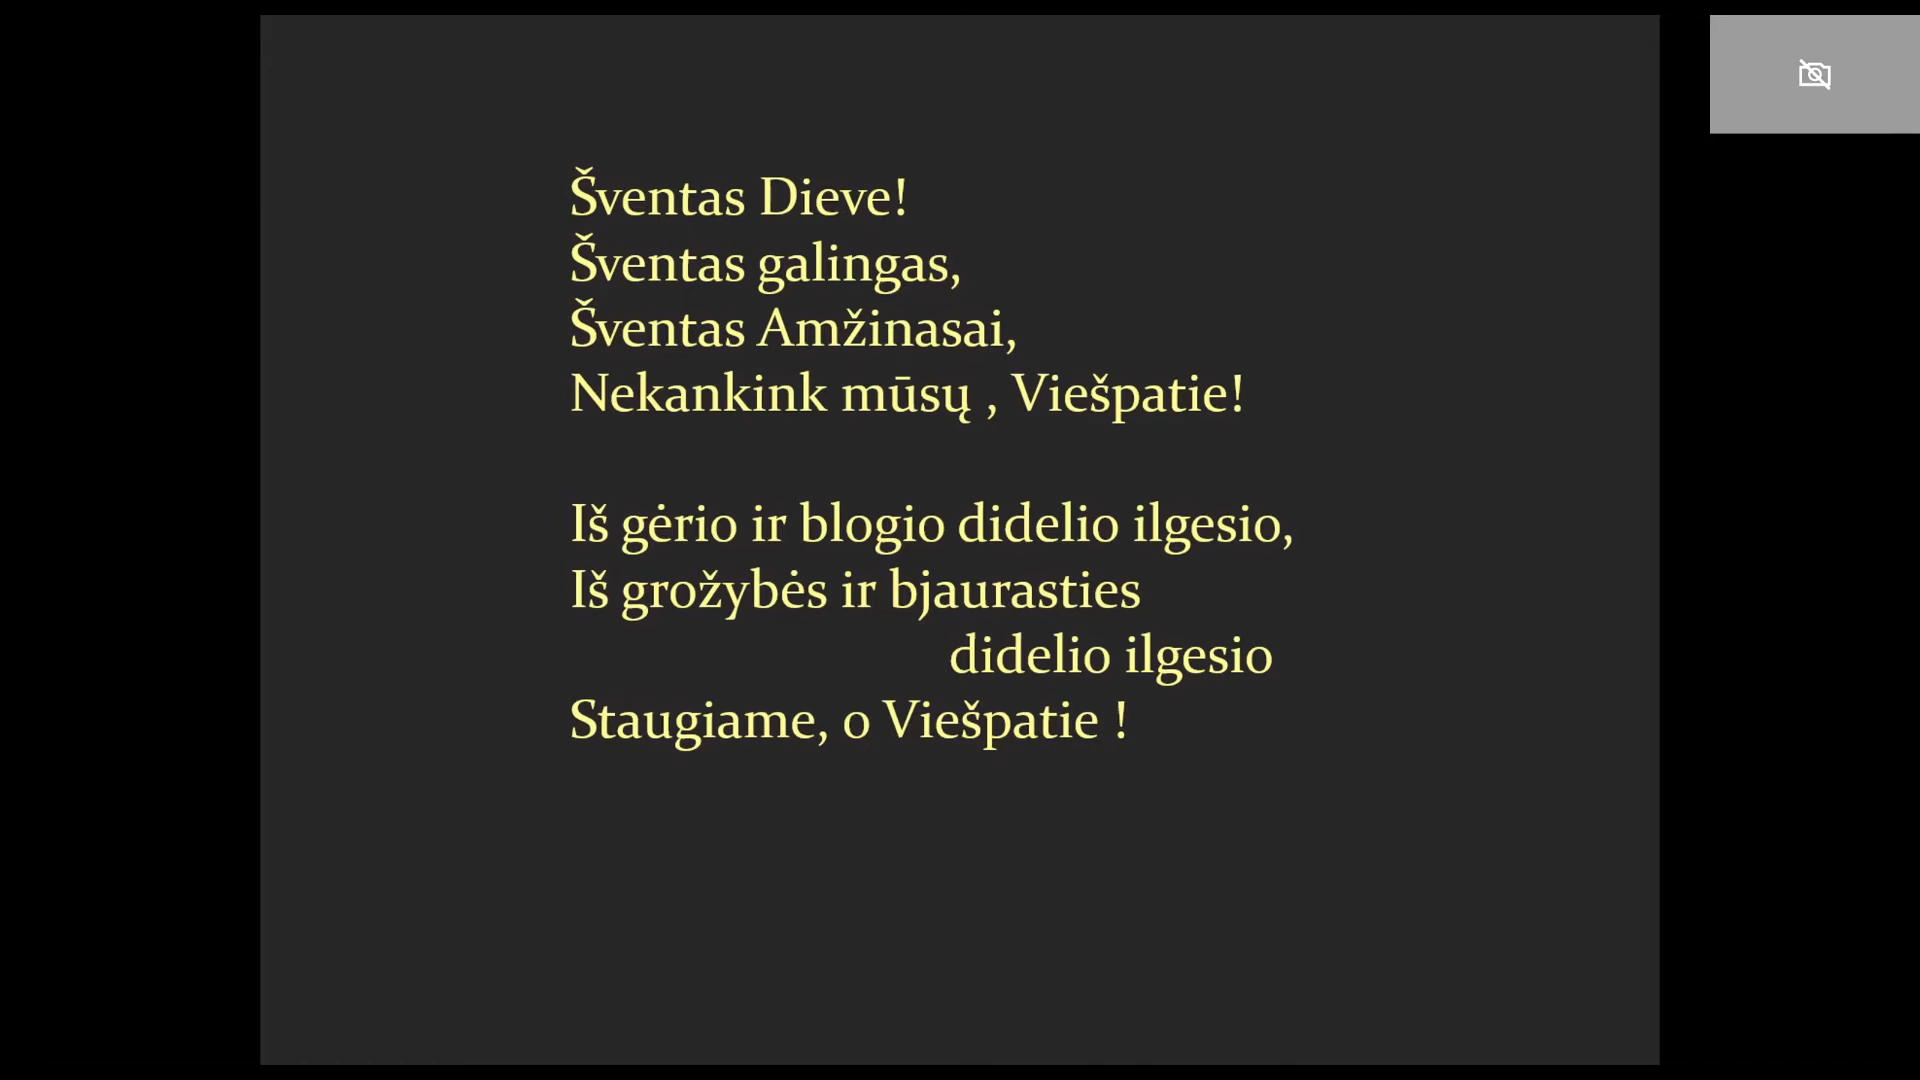 Šventas Dieve!
Šventas galingas,
Šventas Amžinasai,
Nekankink mūsų , Viešpatie!
Iš gėrio ir blogio didelio ilgesio,
Iš grožybės ir bjaurasties
didelio ilgesio
Staugiame, o Viešpatie !